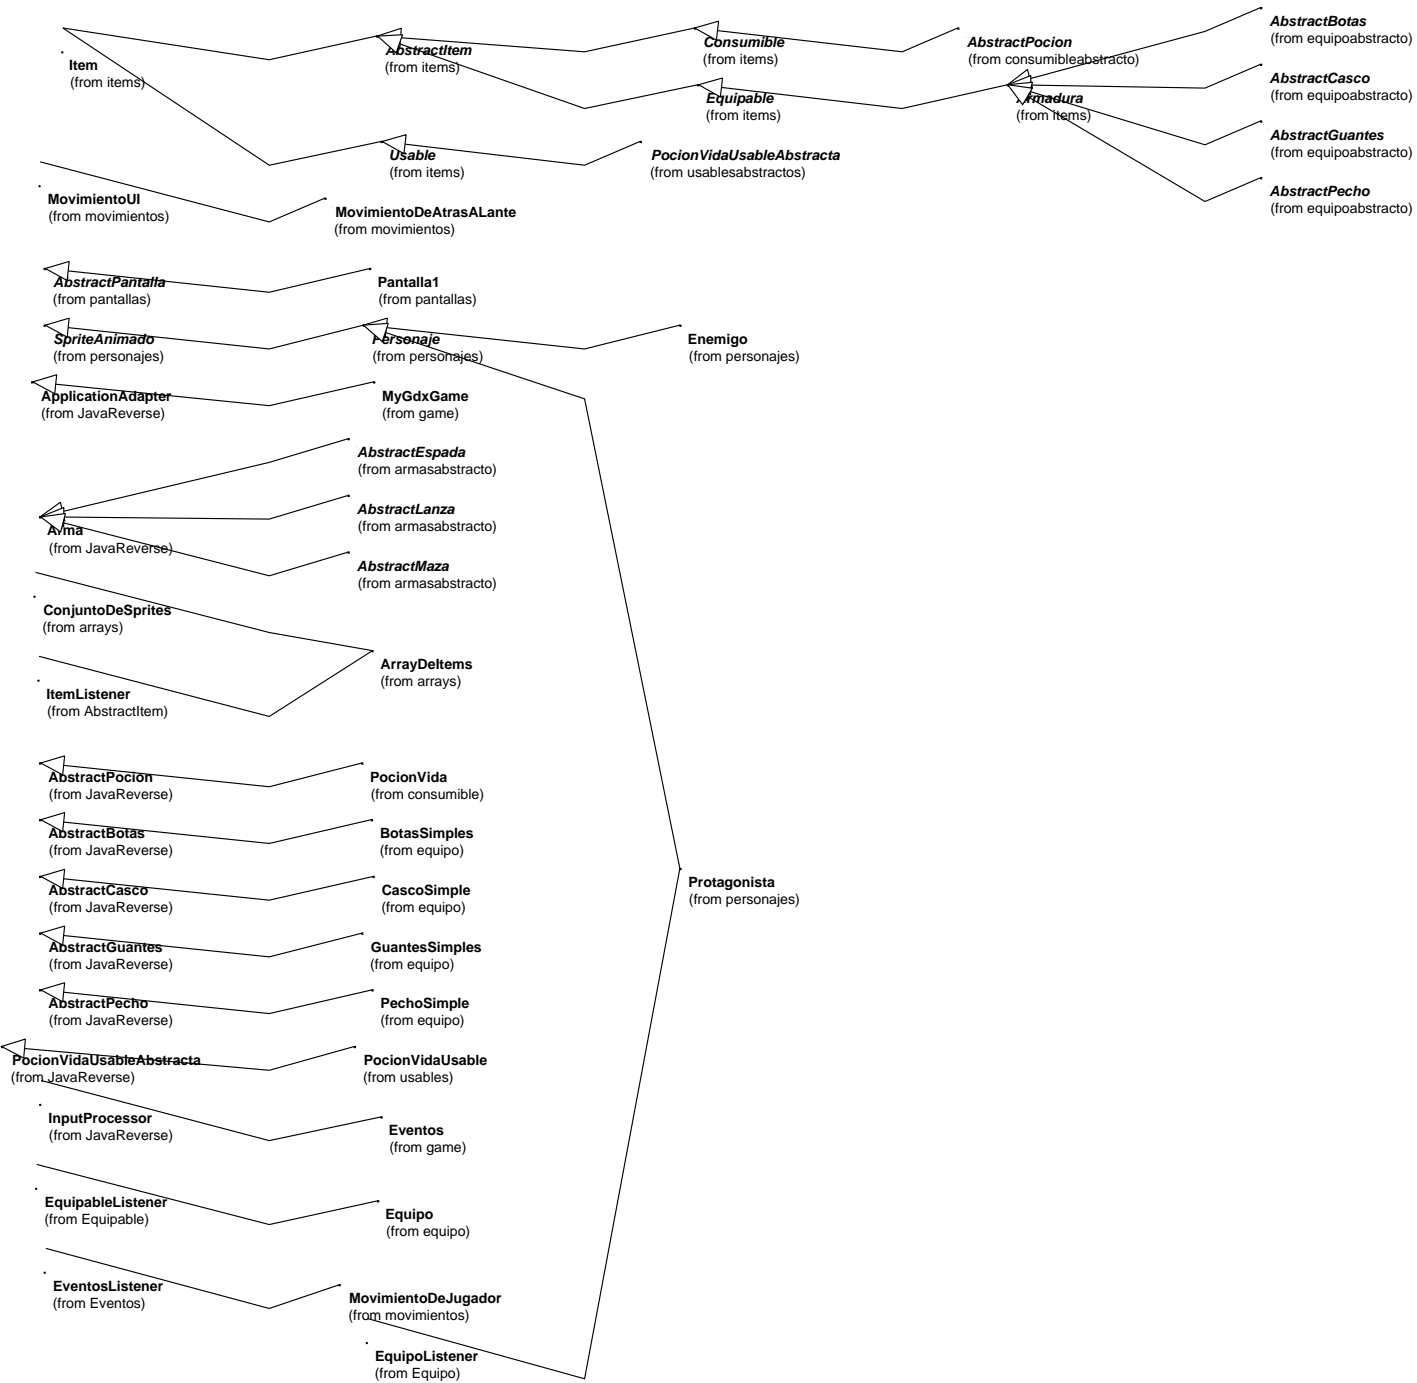 Item
(from items)
AbstractItem
(from items)
Consumible
(from items)
AbstractPocion
(from consumibleabstracto)
AbstractBotas
(from equipoabstracto)
Equipable
(from items)
Armadura
(from items)
AbstractCasco
(from equipoabstracto)
AbstractGuantes
(from equipoabstracto)
AbstractPecho
(from equipoabstracto)
Usable
(from items)
PocionVidaUsableAbstracta
(from usablesabstractos)
MovimientoUI
(from movimientos)
MovimientoDeAtrasALante
(from movimientos)
AbstractPantalla
(from pantallas)
Pantalla1
(from pantallas)
SpriteAnimado
(from personajes)
Personaje
(from personajes)
Enemigo
(from personajes)
ApplicationAdapter
(from JavaReverse)
MyGdxGame
(from game)
AbstractEspada
(from armasabstracto)
Arma
(from JavaReverse)
AbstractLanza
(from armasabstracto)
AbstractMaza
(from armasabstracto)
ConjuntoDeSprites
(from arrays)
ArrayDeItems
(from arrays)
ItemListener
(from AbstractItem)
AbstractPocion
(from JavaReverse)
PocionVida
(from consumible)
AbstractBotas
(from JavaReverse)
BotasSimples
(from equipo)
AbstractCasco
(from JavaReverse)
CascoSimple
(from equipo)
Protagonista
(from personajes)
AbstractGuantes
(from JavaReverse)
GuantesSimples
(from equipo)
AbstractPecho
(from JavaReverse)
PechoSimple
(from equipo)
PocionVidaUsableAbstracta
(from JavaReverse)
PocionVidaUsable
(from usables)
InputProcessor
(from JavaReverse)
Eventos
(from game)
EquipableListener
(from Equipable)
Equipo
(from equipo)
EventosListener
(from Eventos)
MovimientoDeJugador
(from movimientos)
EquipoListener
(from Equipo)